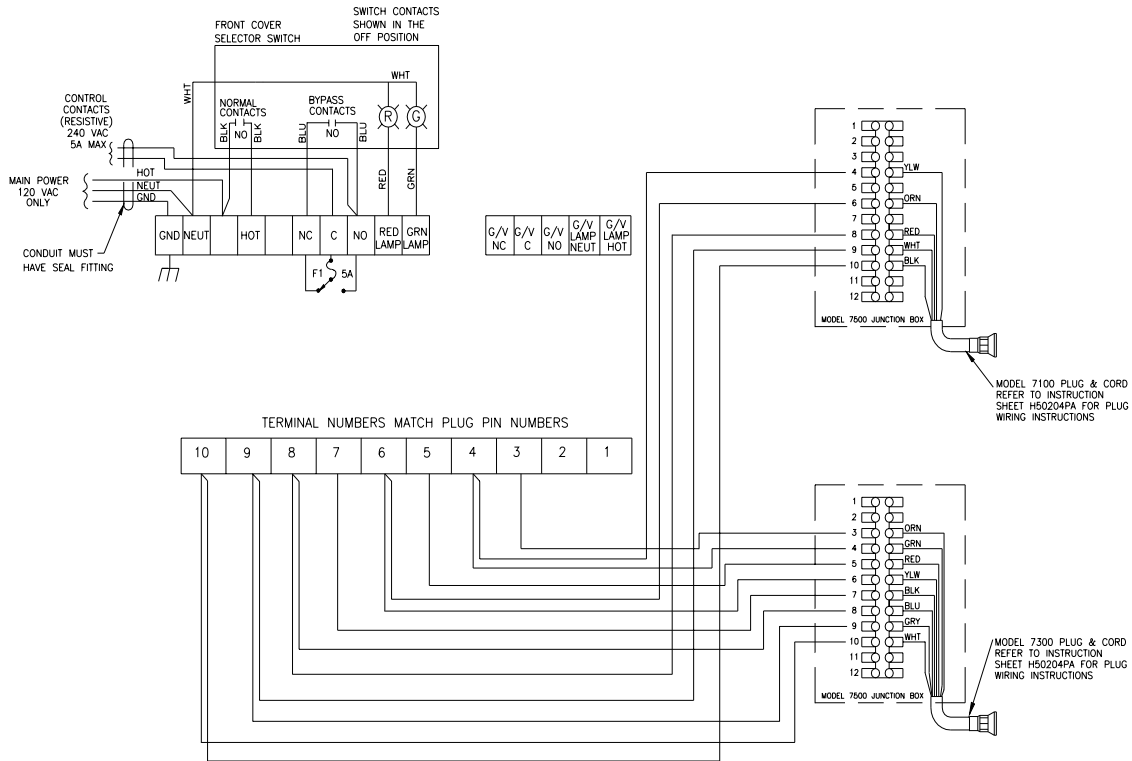 FRONT COVER
SELECTOR SWITCH
SWITCH CONTACTS
SHOWN IN THE
OFF POSITION
WHT
WHT
CONTROL
CONTACTS
(RESISTIVE)
240 VAC
5A MAX
NORMAL
CONTACTS
BLK
NO
BLK
BYPASS
CONTACTS
BLU
NO
BLU
R
G
RED
GRN
MAIN POWER
120 VAC
ONLY
HOT
NEUT
GND
CONDUIT MUST
HAVE SEAL FITTING
GND
NEUT
HOT
NC
C
NO
RED
LAMP
GRN
LAMP
F1
5A
G/V
NC
G/V
C
G/V
NO
G/V
LAMP
NEUT
G/V
LAMP
HOT
1
2
3
4 YLW
5
6 ORN
7
8 RED
9 WHT
10 BLK
11
12
MODEL 7500 JUNCTION BOX
MODEL 7100 PLUG & CORD
REFER TO INSTRUCTION
SHEET H50204PA FOR PLUG
WIRING INSTRUCTIONS
TERMINAL NUMBERS MATCH PLUG PIN NUMBERS
10 9 8 7 6 5 4 3 2 1
1
2
3 ORN
4 GRN
5 RED
6 YLW
7 BLK
8 BLU
9 GRY
10 WHT
11
12
MODEL 7500 JUNCTION BOX
MODEL 7300 PLUG & CORD
REFER TO INSTRUCTION
SHEET H50204PA FOR PLUG
WIRING INSTRUCTIONS